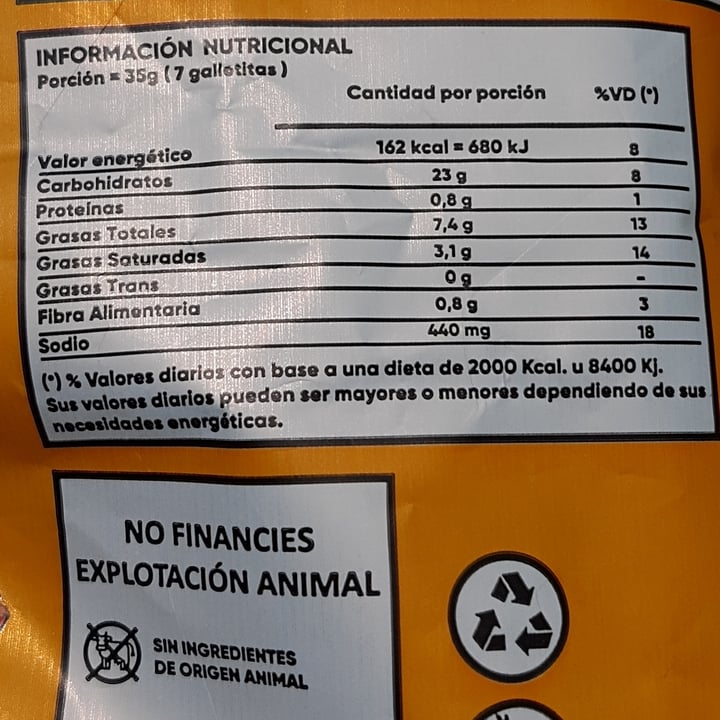 INFORMACIÓN NUTRICIONAL
Porción = 35g (7 galletitas)
Cantidad por porción %VD (*)
Valor energético 162 kcal = 680 kJ 8
Carbohidratos 23 g 8
Proteínas 0,8 g 1
Grasas Totales 7,4 g 13
Grasas Saturadas 3,1 g 14
Grasas Trans 0 g -
Fibra Alimentaria 0,8 g 3
Sodio 440 mg 18
(*) % Valores diarios con base a una dieta de 2000 Kcal. u 8400 Kj.
Sus valores diarios pueden ser mayores o menores dependiendo de sus
necesidades energéticas.
NO FINANCIES
EXPLOTACIÓN ANIMAL
SIN INGREDIENTES
DE ORIGEN ANIMAL